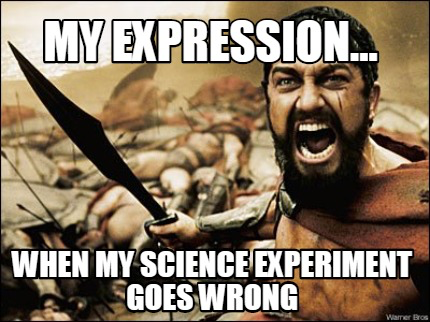 MY EXPRESSION...
WHEN MY SCIENCE EXPERIMENT
GOES WRONG
Warner Bros